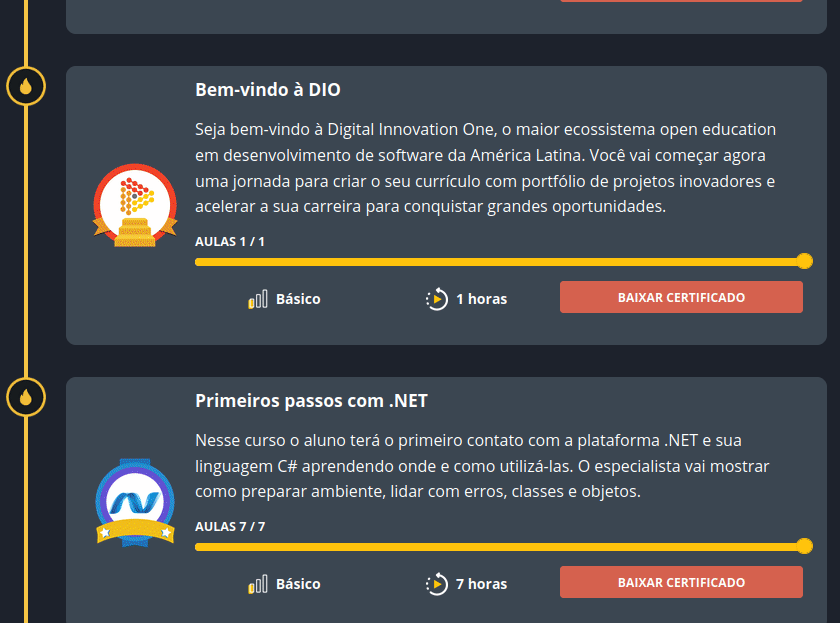 Bem-vindo à DIO
Seja bem-vindo à Digital Innovation One, o maior ecossistema open education
em desenvolvimento de software da América Latina. Você vai começar agora
uma jornada para criar o seu currículo com portfólio de projetos inovadores e
acelerar a sua carreira para conquistar grandes oportunidades.
AULAS 1 / 1
Básico
1 horas
BAIXAR CERTIFICADO
Primeiros passos com .NET
Nesse curso o aluno terá o primeiro contato com a plataforma .NET e sua
linguagem C# aprendendo onde e como utilizá-las. O especialista vai mostrar
como preparar ambiente, lidar com erros, classes e objetos.
AULAS 7 / 7
Básico
7 horas
BAIXAR CERTIFICADO